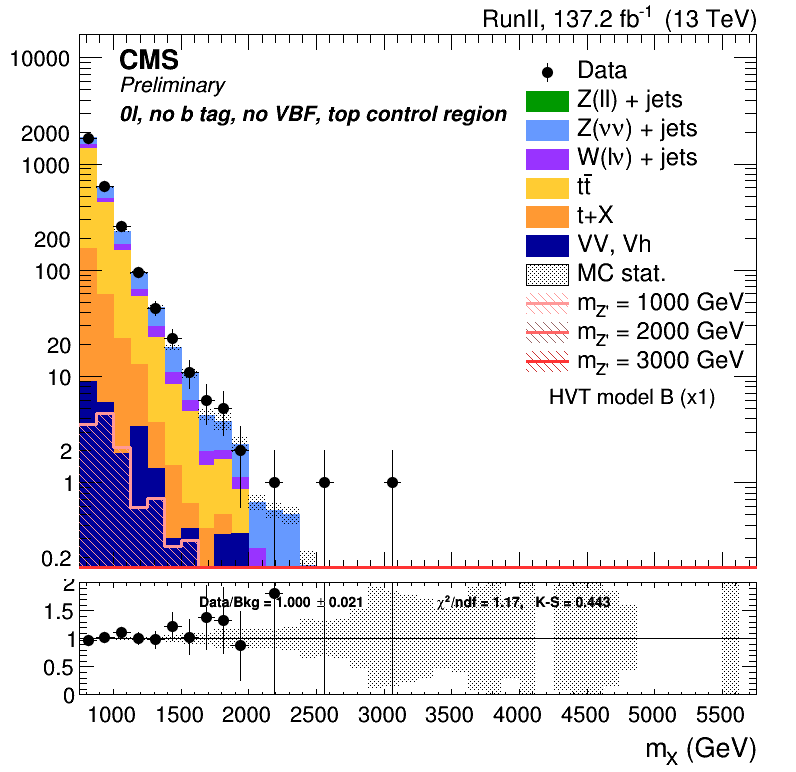 RunII, 137.2 fb⁻¹ (13 TeV)
CMS
Preliminary
0l, no b tag, no VBF, top control region
Data
Z(ll) + jets
Z(νν) + jets
W(lν) + jets
tt̄
t+X
VV, Vh
MC stat.
m_Z' = 1000 GeV
m_Z' = 2000 GeV
m_Z' = 3000 GeV
HVT model B (x1)
10000
2000
1000
200
100
20
10
2
1
0.2
Data/Bkg = 1.000 ± 0.021
χ²/ndf = 1.17, K-S = 0.443
2
1.5
1
0.5
0
1000 1500 2000 2500 3000 3500 4000 4500 5000 5500
m_X (GeV)